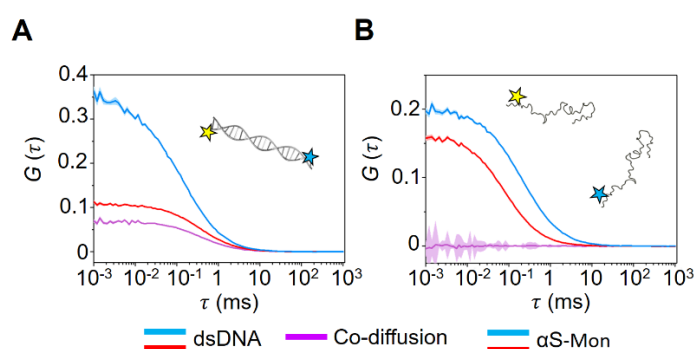 A
B
0.4
0.3
0.2
0.1
0
G (τ)
10⁻³ 10⁻² 10⁻¹ 1 10 10² 10³
τ (ms)
0.2
0.1
0
G (τ)
10⁻³ 10⁻² 10⁻¹ 1 10 10² 10³
τ (ms)
dsDNA
Co-diffusion
αS-Mon